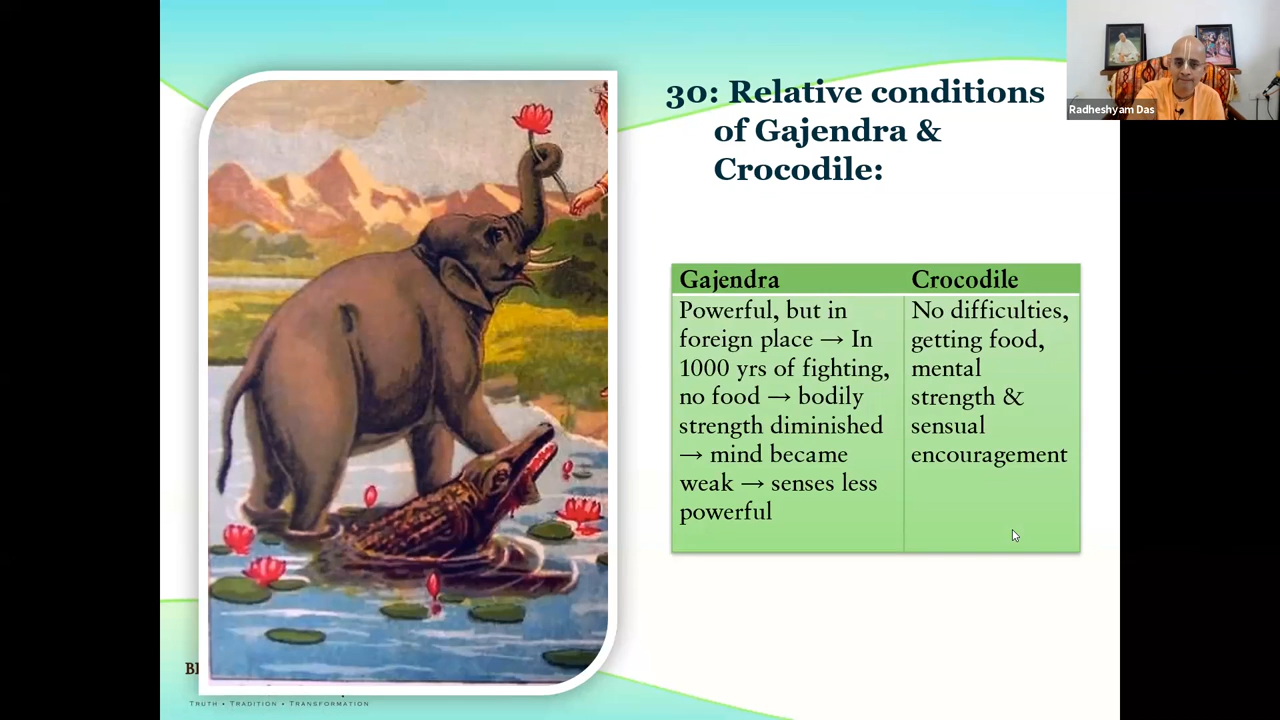 30: Relative conditions
of Gajendra &
Crocodile:
Radheshyam Das
Gajendra
Powerful, but in
foreign place → In
1000 yrs of fighting,
no food → bodily
strength diminished
→ mind became
weak → senses less
powerful
Crocodile
No difficulties,
getting food,
mental
strength &
sensual
encouragement
TRUTH • TRADITION • TRANSFORMATION